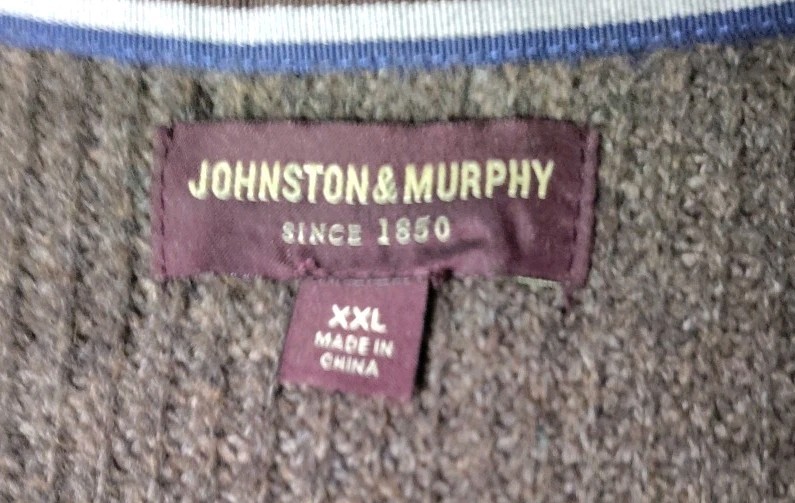 JOHNSTON & MURPHY
SINCE 1850
XXL
MADE IN
CHINA